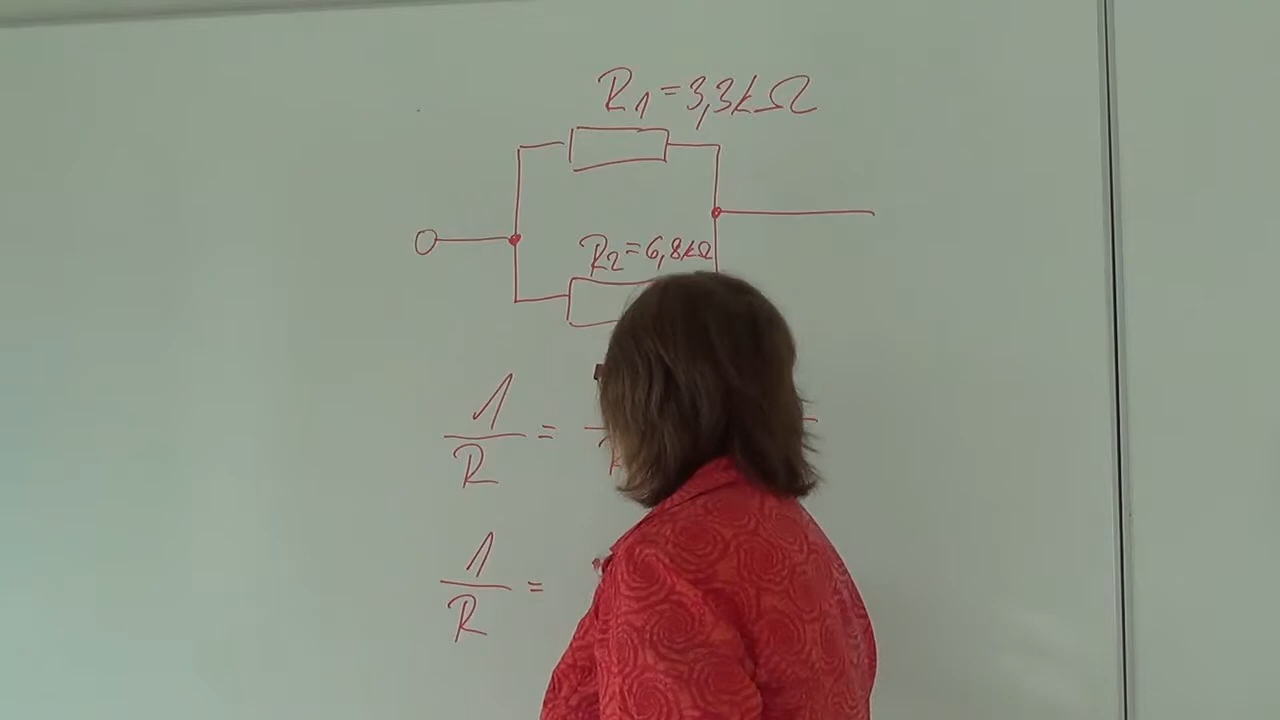 R1 = 3,3kΩ
R2 = 6,8kΩ
1/R =
1/R =